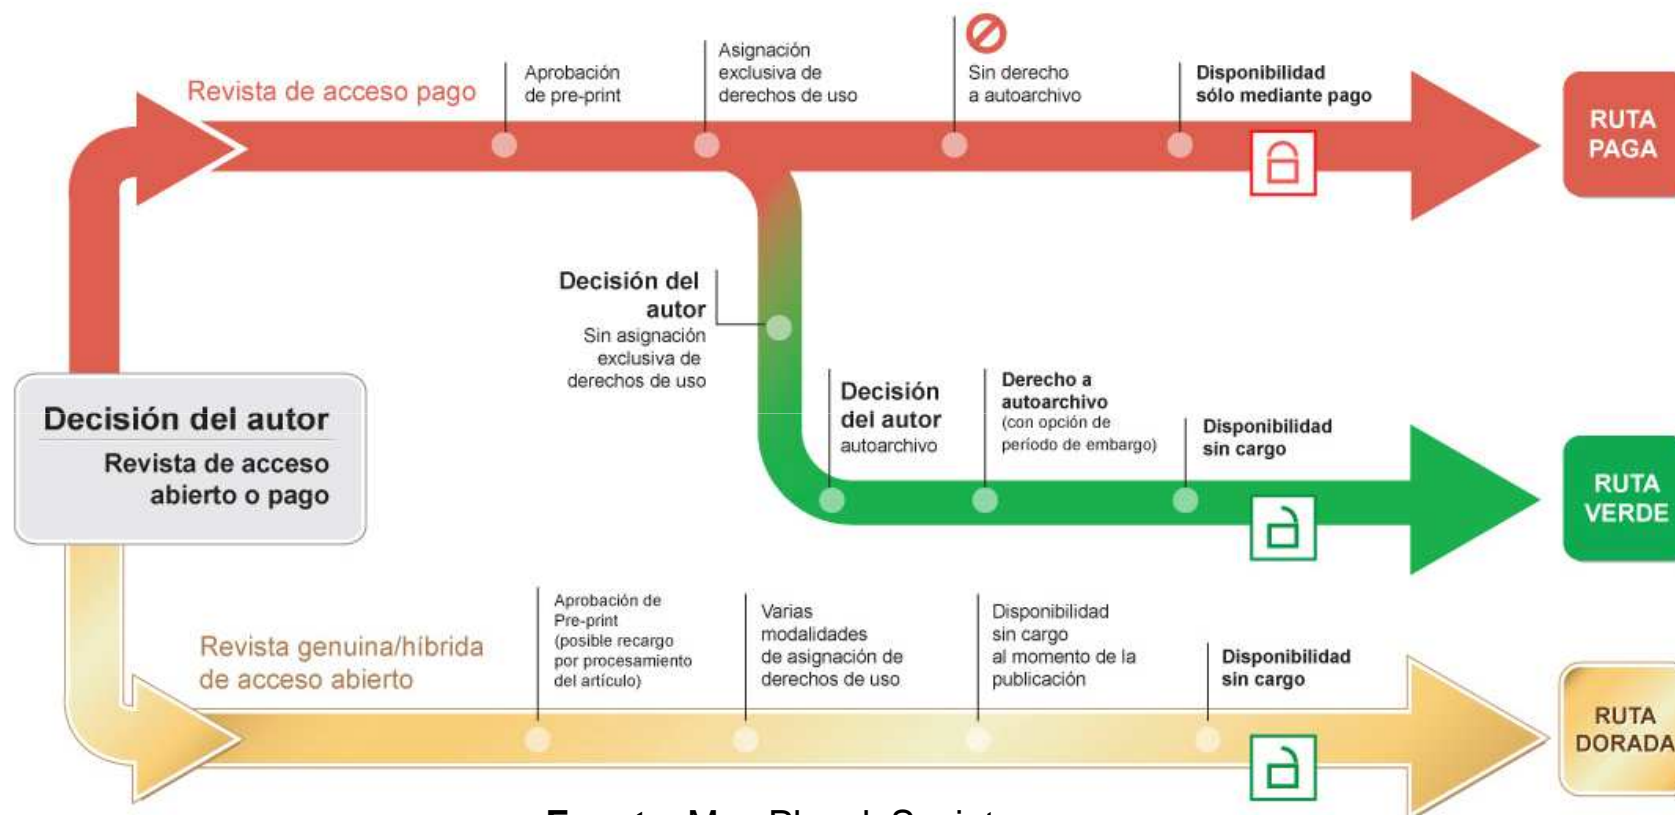 Revista de acceso pago
Aprobación
de pre-print
Asignación
exclusiva de
derechos de uso
Sin derecho
a autoarchivo
Disponibilidad
sólo mediante pago
RUTA
PAGA
Decisión del
autor
Sin asignación
exclusiva de
derechos de uso
Decisión
del autor
autoarchivo
Derecho a
autoarchivo
(con opción de
período de embargo)
Disponibilidad
sin cargo
RUTA
VERDE
Decisión del autor
Revista de acceso
abierto o pago
Revista genuina/híbrida
de acceso abierto
Aprobación de
Pre-print
(posible recargo
por procesamiento
del artículo)
Varias
modalidades
de asignación de
derechos de uso
Disponibilidad
sin cargo
al momento de la
publicación
Disponibilidad
sin cargo
RUTA
DORADA